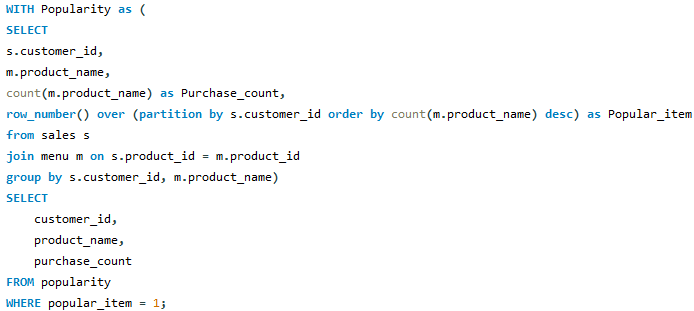 WITH Popularity as (
SELECT
s.customer_id,
m.product_name,
count(m.product_name) as Purchase_count,
row_number() over (partition by s.customer_id order by count(m.product_name) desc) as Popular_item
from sales s
join menu m on s.product_id = m.product_id
group by s.customer_id, m.product_name)
SELECT
    customer_id,
    product_name,
    purchase_count
FROM popularity
WHERE popular_item = 1;